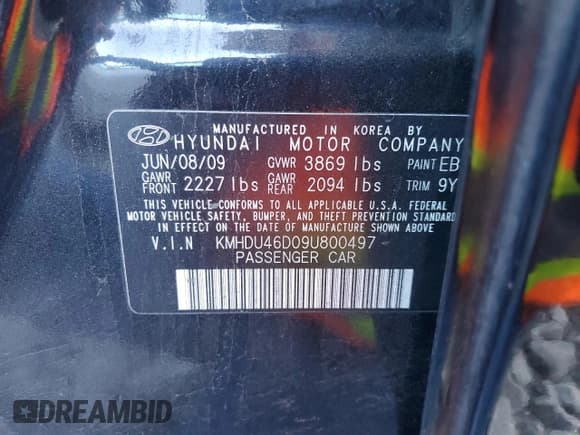 MANUFACTURED IN KOREA BY
HYUNDAI MOTOR COMPANY
JUN/08/09 GVWR 3869 lbs PAINT EB
GAWR FRONT 2227 lbs GAWR REAR 2094 lbs TRIM 9Y
THIS VEHICLE CONFORMS TO ALL APPLICABLE U.S.A. FEDERAL
MOTOR VEHICLE SAFETY, BUMPER, AND THEFT PREVENTION STANDARD
IN EFFECT ON THE DATE OF MANUFACTURE SHOWN ABOVE
V.I.N KMHDU46D09U800497
PASSENGER CAR
DREAMBID